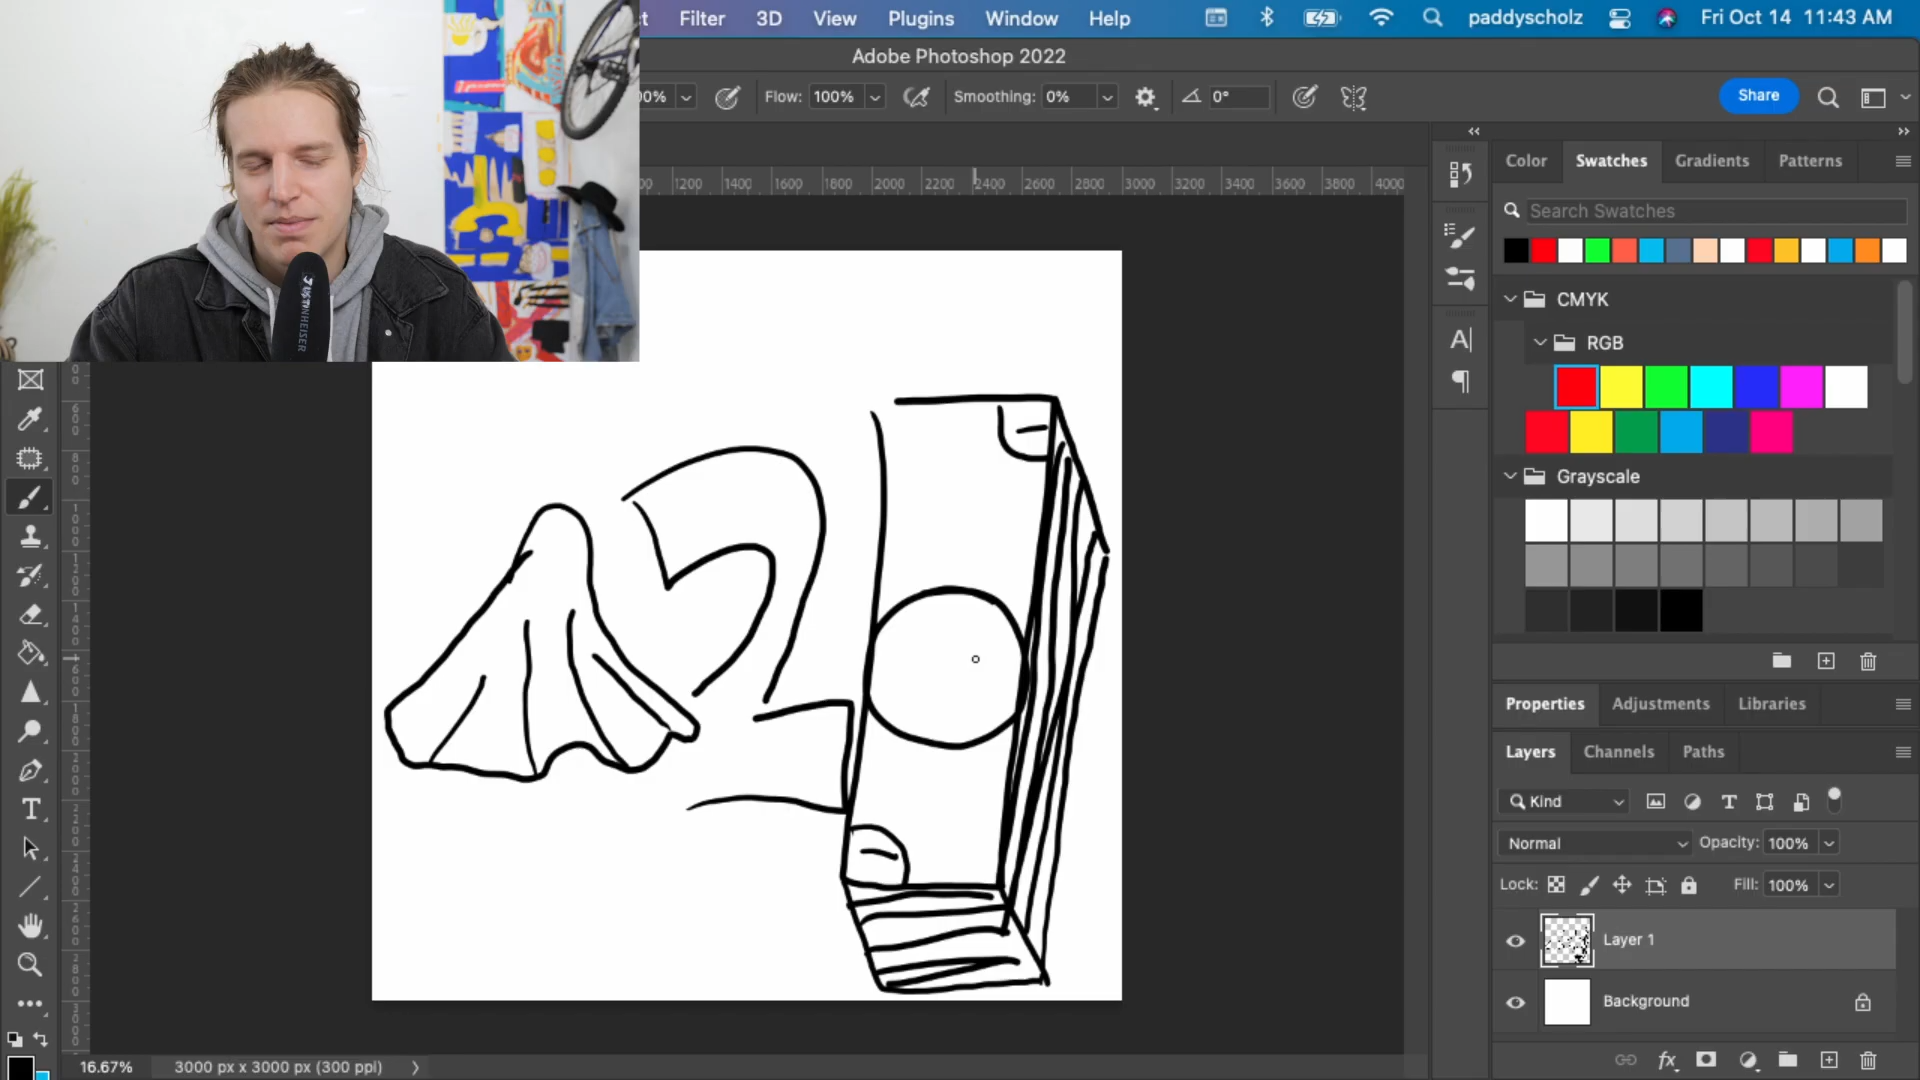 Filter 3D View Plugins Window Help paddyscholz Fri Oct 14 11:43 AM
Adobe Photoshop 2022
Flow: 100% Smoothing: 0% 0° Share
1200 1400 1600 1800 2000 2200 2400 2600 2800 3000 3200 3400 3600 3800 4000
Color Swatches Gradients Patterns
Search Swatches
CMYK
RGB
Grayscale
Properties Adjustments Libraries
Layers Channels Paths
Kind
Normal Opacity: 100%
Lock: Fill: 100%
Layer 1
Background
16.67% 3000 px x 3000 px (300 ppi)